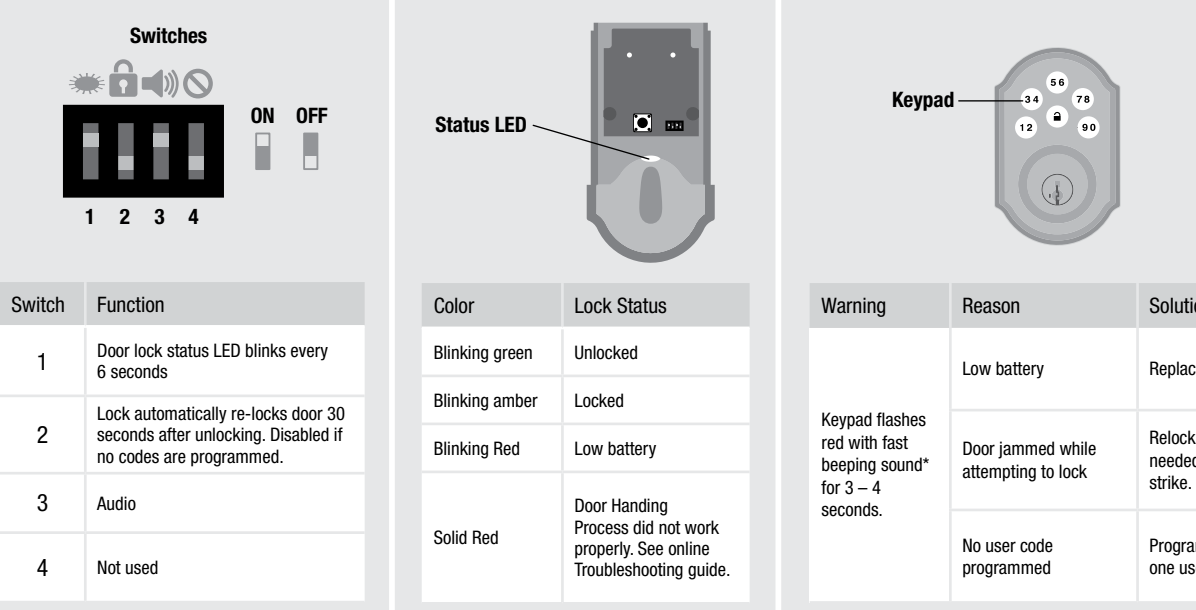 Switches
ON OFF
1 2 3 4
Switch Function
1 Door lock status LED blinks every
6 seconds
2 Lock automatically re-locks door 30
seconds after unlocking. Disabled if
no codes are programmed.
3 Audio
4 Not used
Status LED
Color Lock Status
Blinking green Unlocked
Blinking amber Locked
Blinking Red Low battery
Solid Red Door Handing
Process did not work
properly. See online
Troubleshooting guide.
Keypad
5 6
3 4 7 8
1 2 9 0
Warning Reason
Keypad flashes
red with fast
beeping sound*
for 3 – 4
seconds.
Low battery
Door jammed while
attempting to lock
Relock
strike.
No user code
programmed
one